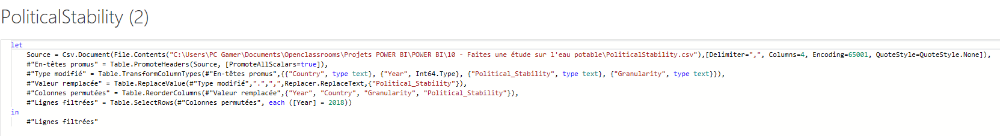 PoliticalStability (2)
let
Source = Csv.Document(File.Contents("C:\Users\PC Gamer\Documents\Openclassrooms\Projets POWER BI\POWER BI\10 - Faites une étude sur l'eau potable\PoliticalStability.csv"),[Delimiter=",", Columns=4, Encoding=65001, QuoteStyle=QuoteStyle.None]),
#"En-têtes promus" = Table.PromoteHeaders(Source, [PromoteAllScalars=true]),
#"Type modifié" = Table.TransformColumnTypes(#"En-têtes promus",{{"Country", type text}, {"Year", Int64.Type}, {"Political_Stability", type text}, {"Granularity", type text}}),
#"Valeur remplacée" = Table.ReplaceValue(#"Type modifié",".",",",Replacer.ReplaceText,{"Political_Stability"}),
#"Colonnes permutées" = Table.ReorderColumns(#"Valeur remplacée",{"Year", "Country", "Granularity", "Political_Stability"}),
#"Lignes filtrées" = Table.SelectRows(#"Colonnes permutées", each ([Year] = 2018))
in
#"Lignes filtrées"